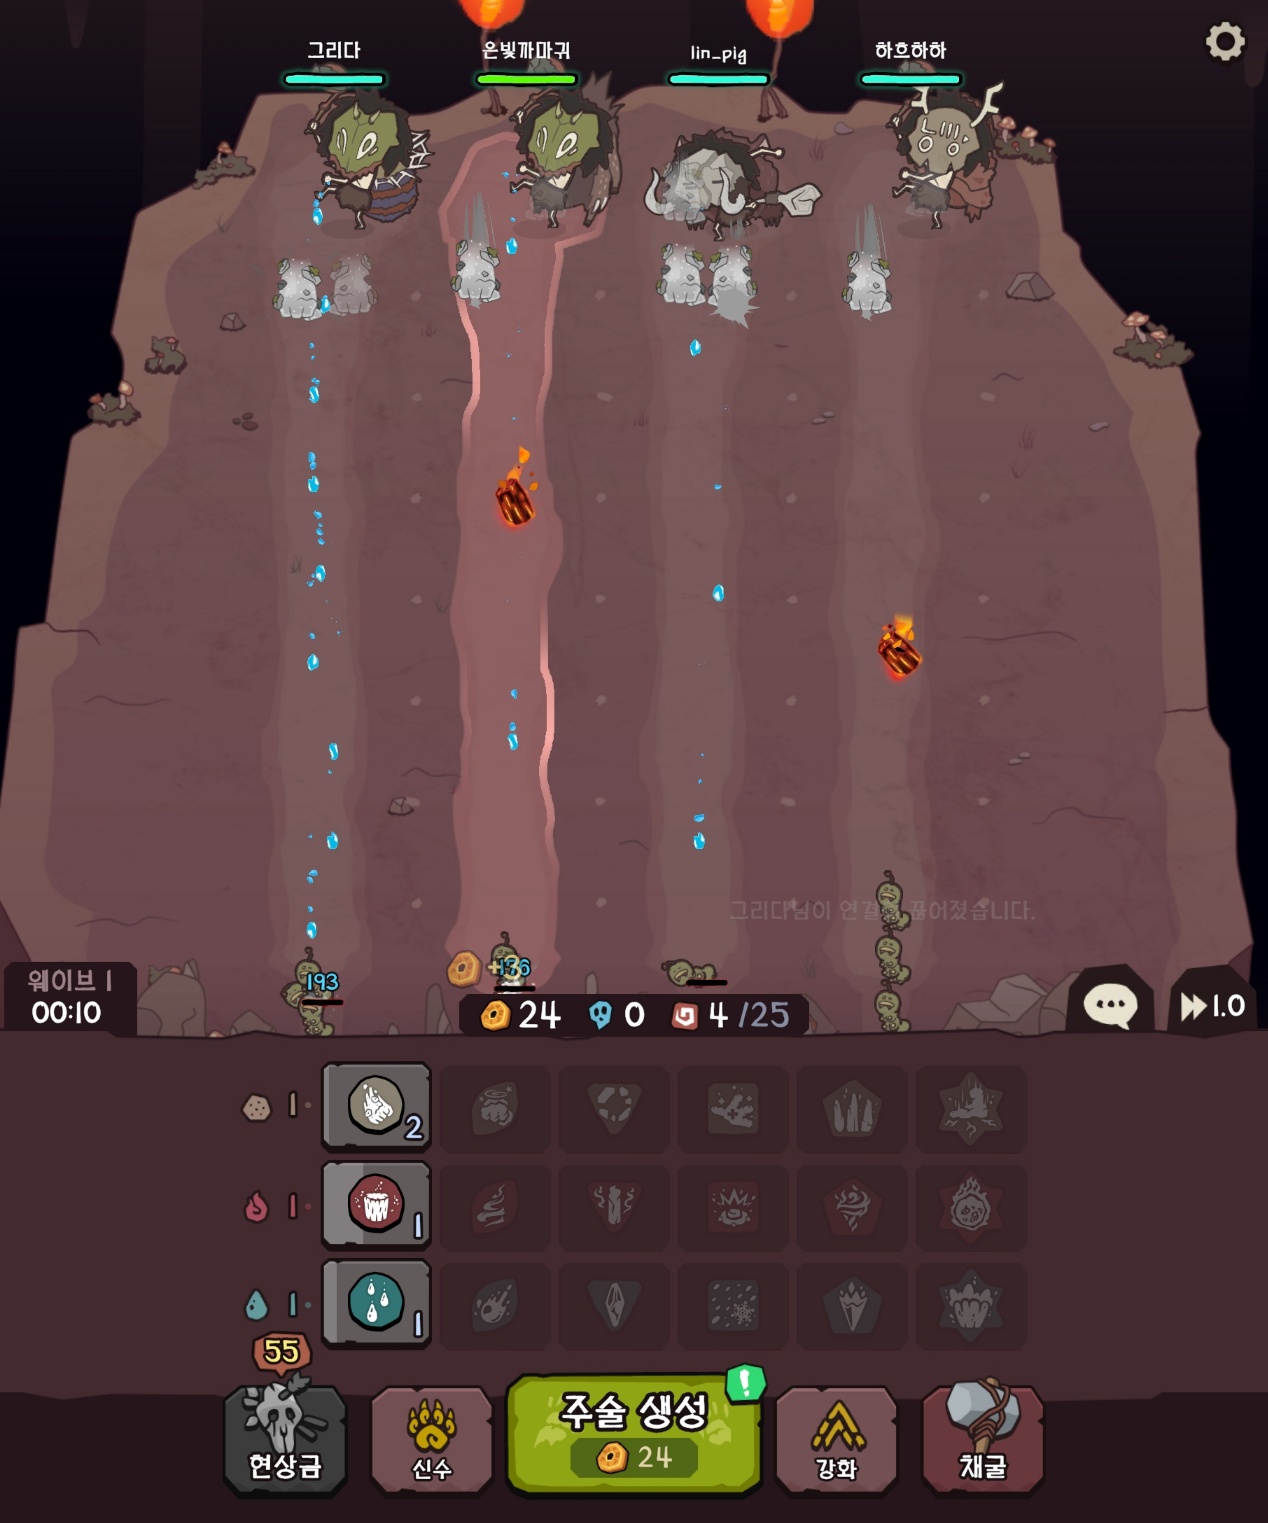 그리다
은빛까마귀
lin_pig
하흐하하
그리다님이 연결이 끊어졌습니다.
193
웨이브 1
00:10
24
0
4 /25
1.0
1
2
1
1
1
1
55
현상금
신수
주술 생성
24
강화
채굴